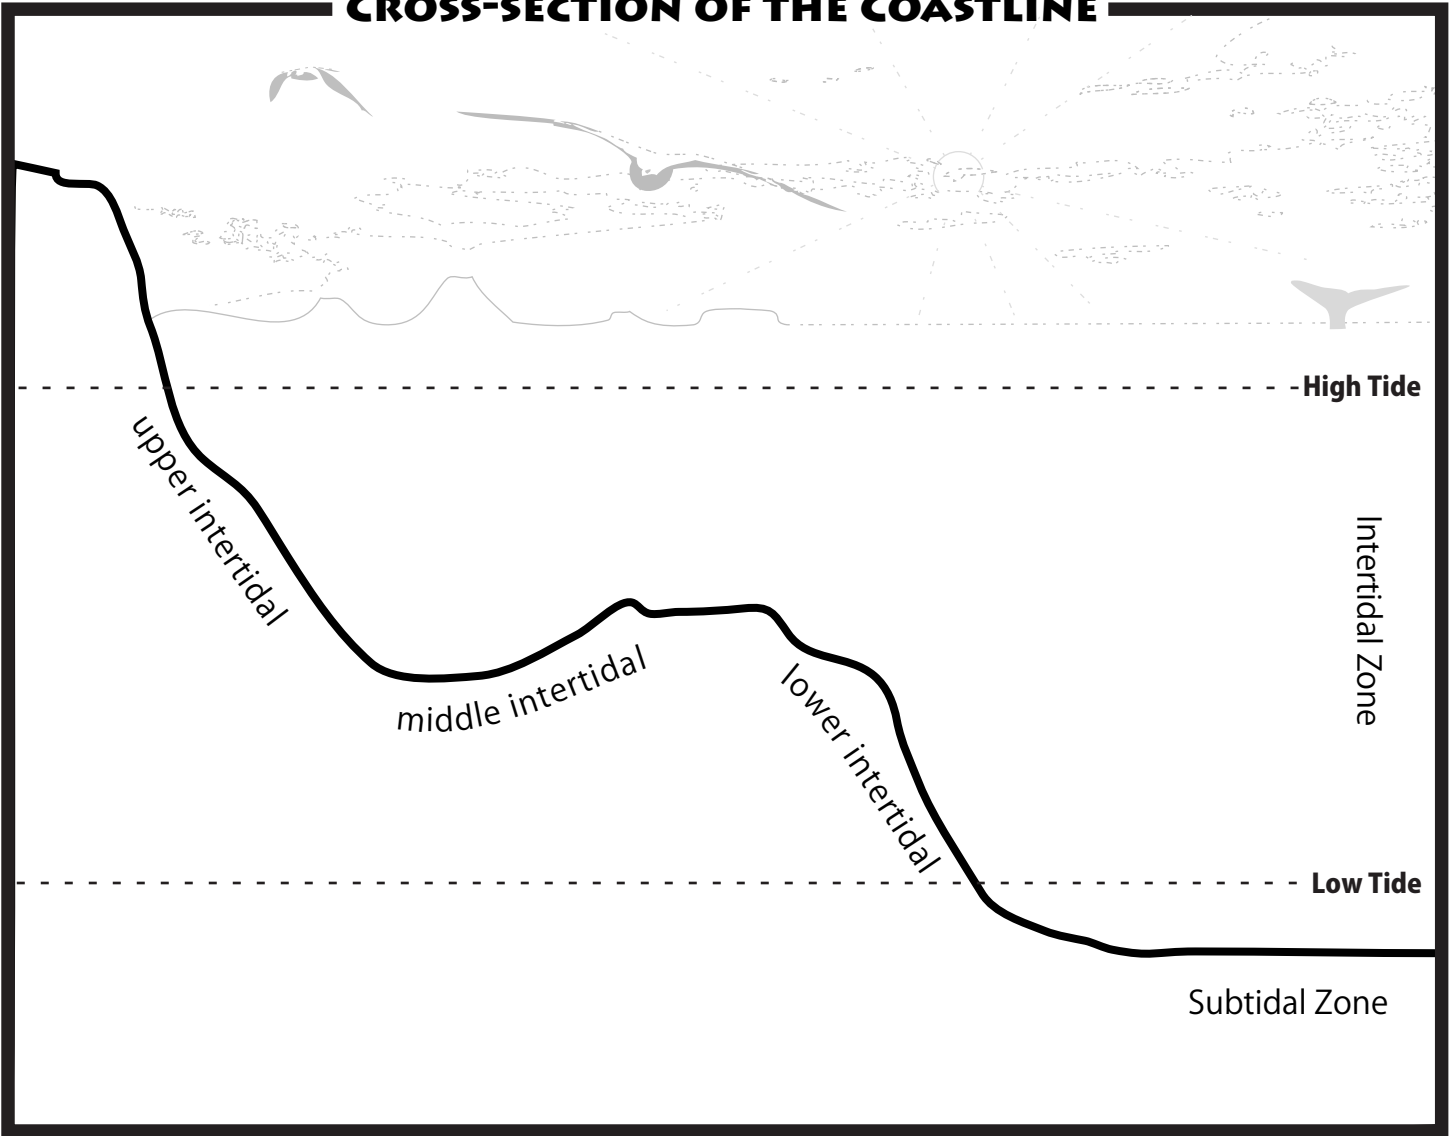 CROSS-SECTION OF THE COASTLINE
High Tide
upper intertidal
Intertidal Zone
middle intertidal
lower intertidal
Low Tide
Subtidal Zone